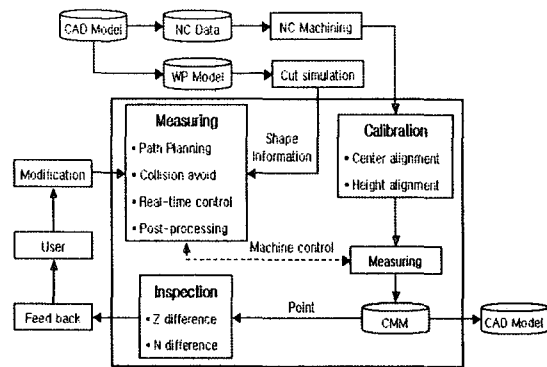 CAD Model
NC Data
NC Machining
WP Model
Cut simulation
Measuring
• Path Planning
• Collision avoid
• Real-time control
• Post-processing
Shape
Information
Calibration
• Center alignment
• Height alignment
Modification
User
Feed back
Machine control
Measuring
Inspection
• Z difference
• N difference
Point
CMM
CAD Model